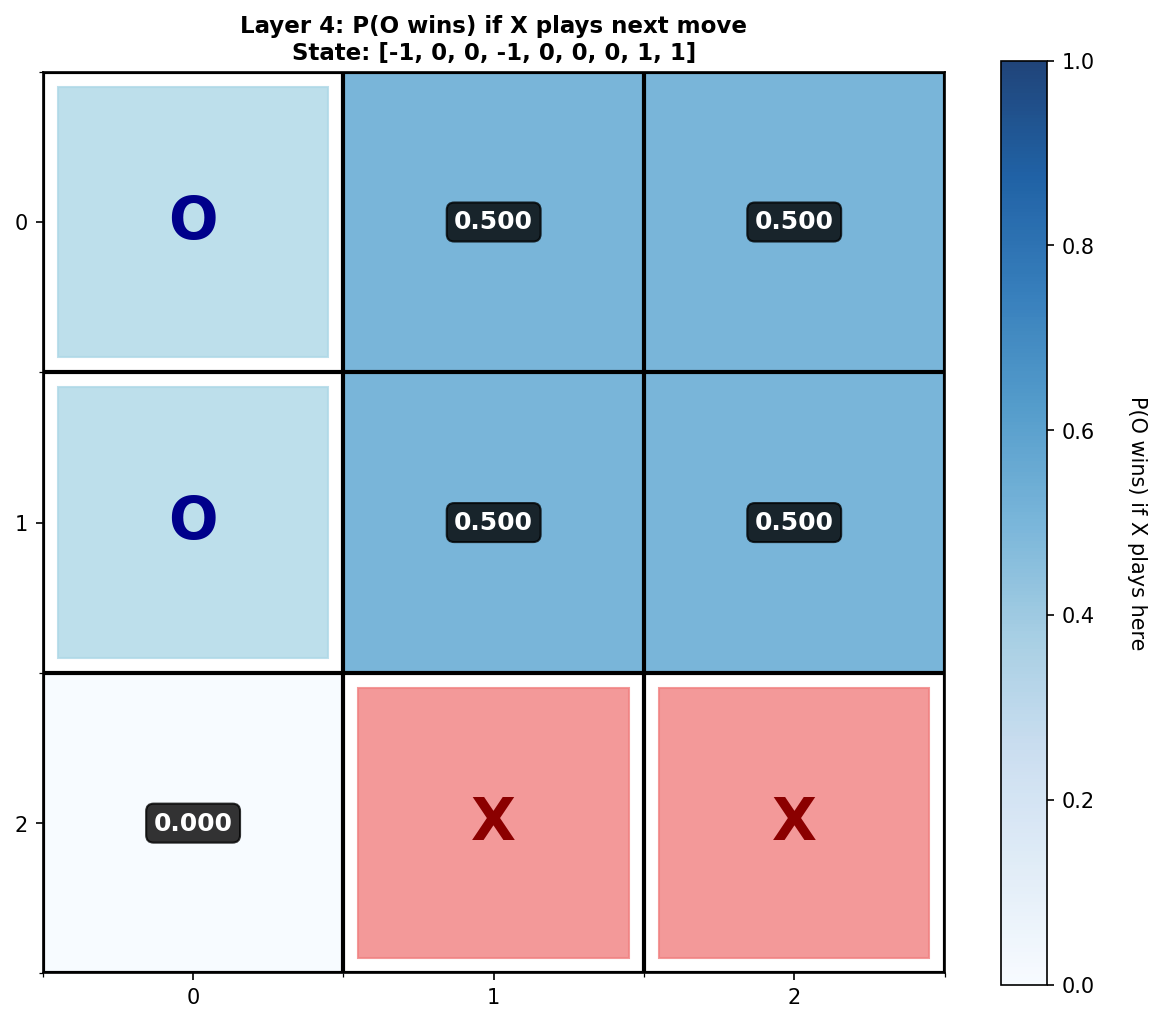 Layer 4: P(O wins) if X plays next move
State: [-1, 0, 0, -1, 0, 0, 0, 1, 1]
0 O 0.500 0.500
1 O 0.500 0.500
2 0.000 X X
0 1 2
1.0
0.8
0.6
0.4
0.2
0.0
P(O wins) if X plays here